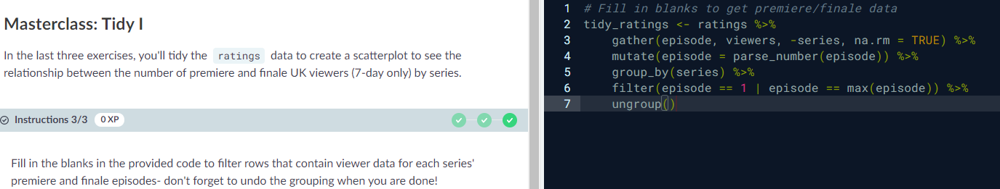 Masterclass: Tidy I
In the last three exercises, you'll tidy the ratings data to create a scatterplot to see the
relationship between the number of premiere and finale UK viewers (7-day only) by series.
Instructions 3/3 0 XP
Fill in the blanks in the provided code to filter rows that contain viewer data for each series'
premiere and finale episodes- don't forget to undo the grouping when you are done!
1 # Fill in blanks to get premiere/finale data
2 tidy_ratings <- ratings %>%
3     gather(episode, viewers, -series, na.rm = TRUE) %>%
4     mutate(episode = parse_number(episode)) %>%
5     group_by(series) %>%
6     filter(episode == 1 | episode == max(episode)) %>%
7     ungroup()